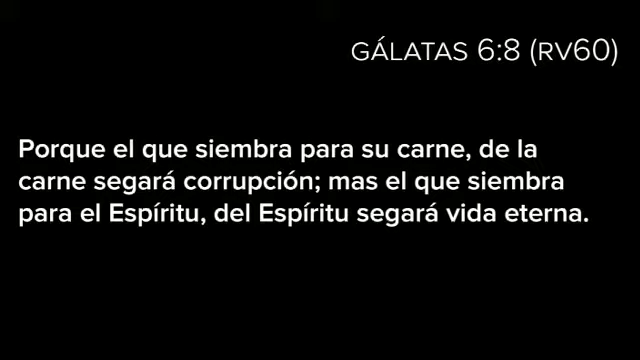 GÁLATAS 6:8 (RV60)
Porque el que siembra para su carne, de la
carne segará corrupción; mas el que siembra
para el Espíritu, del Espíritu segará vida eterna.